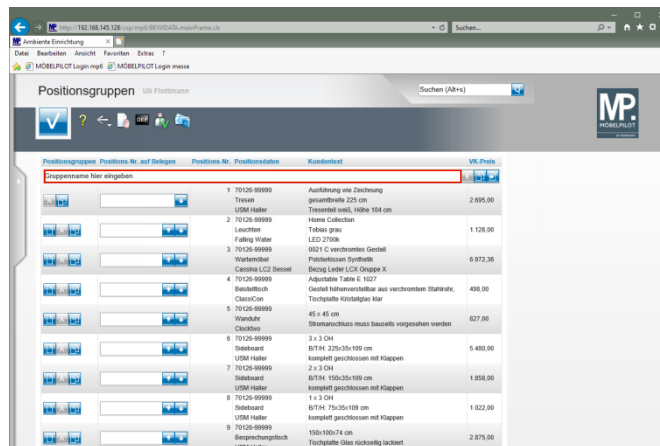 http://192.168.145.128/csp/mp6/BEWIDATA.mainFrame.cls
Suchen...
Ambiente Einrichtung
Datei Bearbeiten Ansicht Favoriten Extras ?
MÖBELPILOT Login mp6 MÖBELPILOT Login messe
Positionsgruppen Uli Flottmann
Suchen (Alt+s)
MP.
MÖBELPILOT
Positionsgruppen Positions-Nr. auf Belegen Positions-Nr. Positionsdaten Kundentext VK-Preis
Gruppenname hier eingeben
1 70126-99999 Ausführung wie Zeichnung
Tresen gesamtbreite 225 cm 2.695,00
USM Haller Tresenteil weiß, Höhe 104 cm
2 70126-99999 Home Collection
Leuchten Tobias grau 1.128,00
Falling Water LED 2700k
3 70126-99999 0021 C verchromtes Gestell
Wartemöbel Polsterkissen Synthetik 6.972,36
Cassina LC2 Sessel Bezug Leder LCX Gruppe X
4 70126-99999 Adjustable Table E 1027
Beistelltisch Gestell höhenverstellbar aus verchromtem Stahlrohr, 498,00
ClassiCon Tischplatte Kristallglas klar
5 70126-99999
45 x 45 cm
Wanduhr 827,00
Stromanschluss muss bauseits vorgesehen werden
Clocktwo
6 70126-99999 3 x 3 OH
Sideboard B/T/H: 225x35x109 cm 5.480,00
USM Haller komplett geschlossen mit Klappen
7 70126-99999 2 x 3 OH
Sideboard B/T/H: 150x35x109 cm 1.858,00
USM Haller komplett geschlossen mit Klappen
8 70126-99999 1 x 3 OH
Sideboard B/T/H: 75x35x109 cm 1.022,00
USM Haller komplett geschlossen mit Klappen
9 70126-99999
150x100x74 cm
Besprechungstisch 2.875,00
Tischplatte Glas rückseitig lackiert